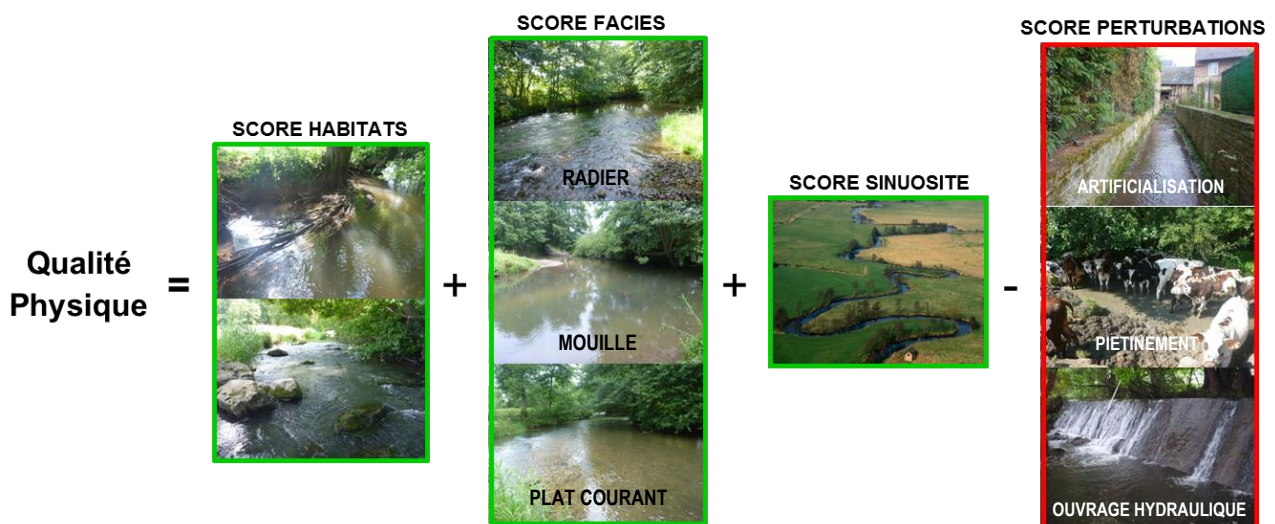 Qualité
Physique
=
SCORE HABITATS
+
SCORE FACIES
RADIER
MOUILLE
PLAT COURANT
+
SCORE SINUOSITE
-
SCORE PERTURBATIONS
ARTIFICIALISATION
PIETINEMENT
OUVRAGE HYDRAULIQUE